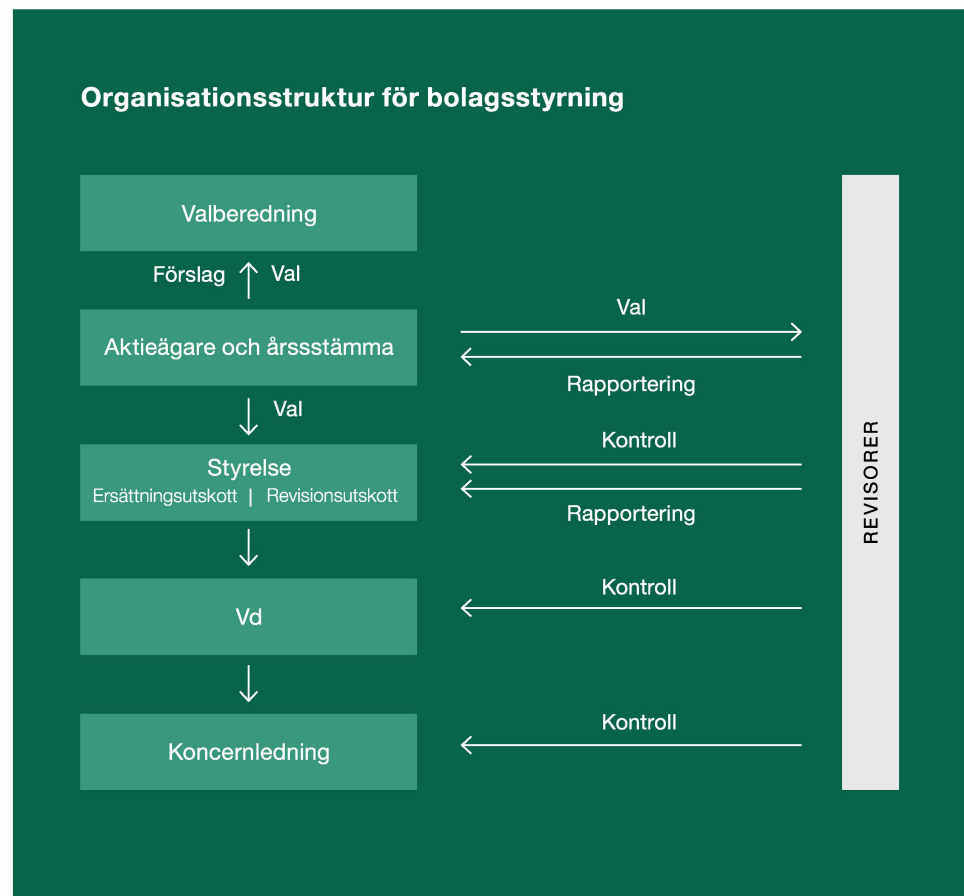 Organisationsstruktur för bolagsstyrning
Valberedning
Förslag Val
Aktieägare och årssstämma
Val
Rapportering
Val
Styrelse
Ersättningsutskott | Revisionsutskott
Kontroll
Rapportering
Vd
Kontroll
Koncernledning
Kontroll
REVISORER